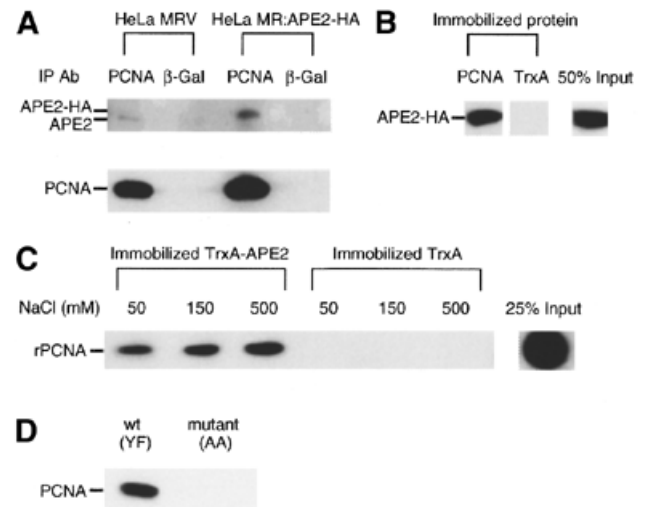 A
HeLa MRV HeLa MR:APE2-HA
IP Ab PCNA β-Gal PCNA β-Gal
APE2-HA
APE2
PCNA
B
Immobilized protein
PCNA TrxA 50% Input
APE2-HA
C
Immobilized TrxA-APE2 Immobilized TrxA
NaCl (mM) 50 150 500 50 150 500 25% Input
rPCNA
D
wt mutant
(YF) (AA)
PCNA